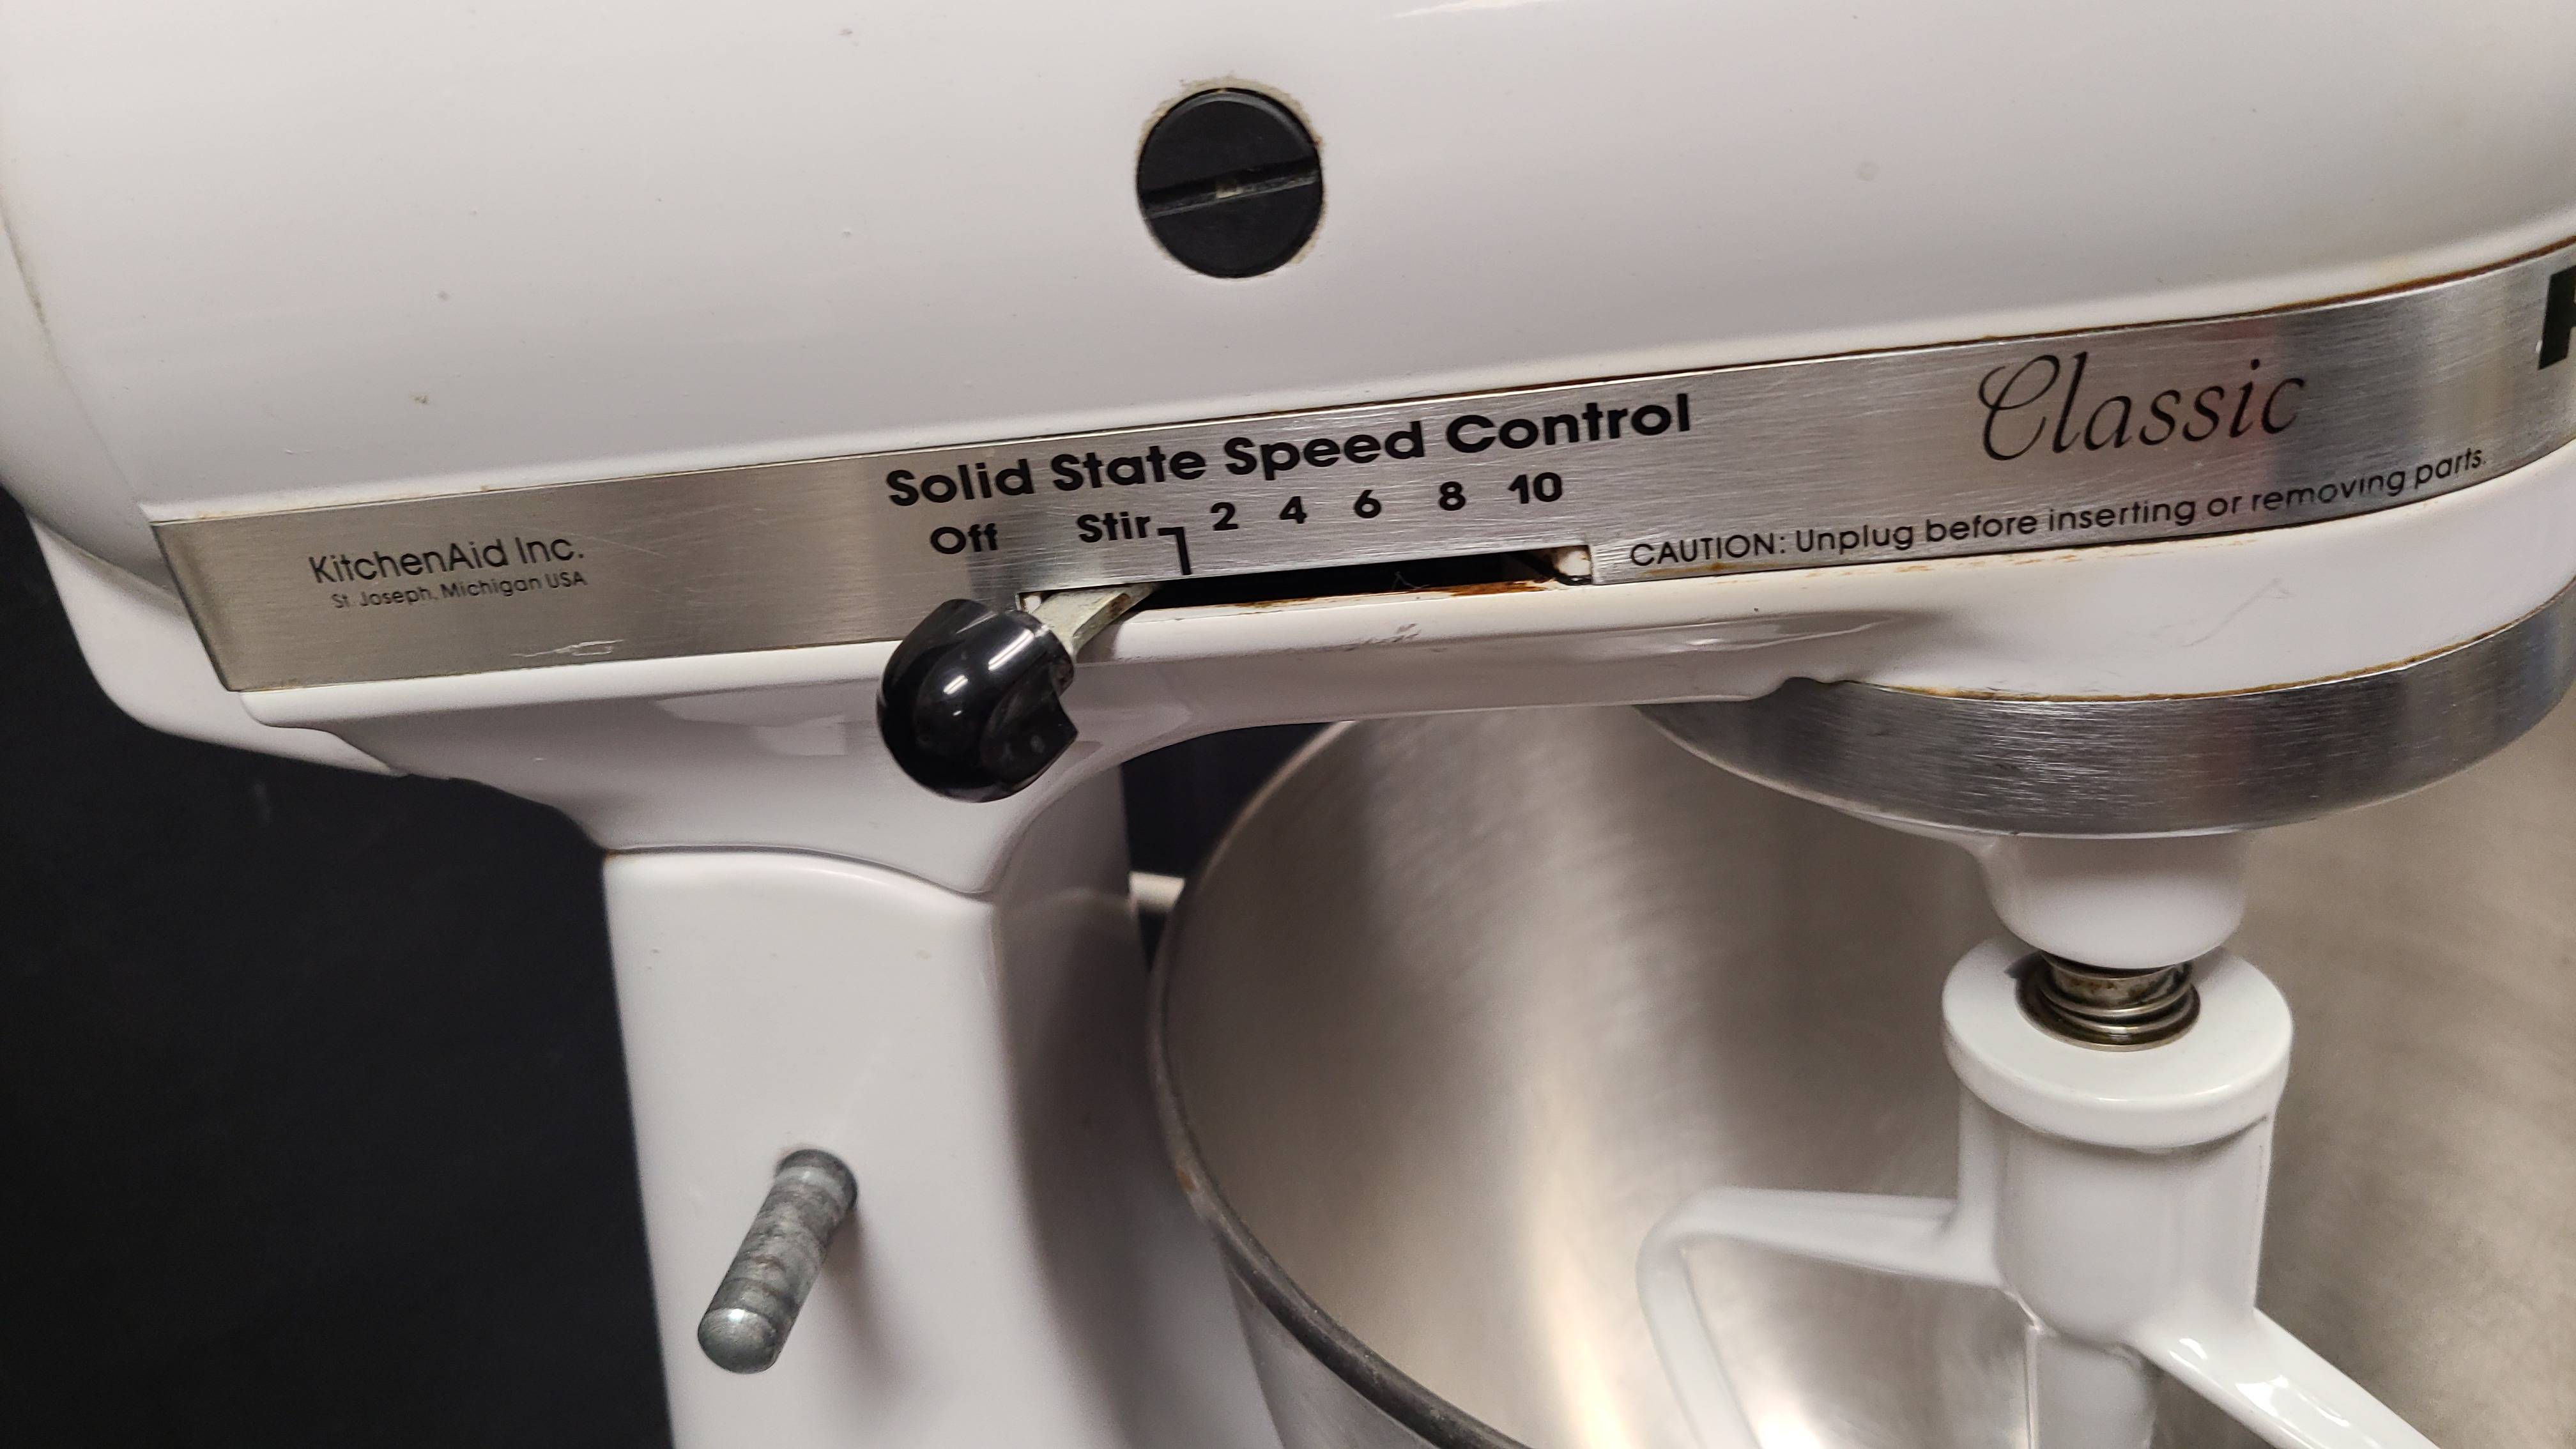 Solid State Speed Control
Off Stir 2 4 6 8 10
Classic
KitchenAid Inc.
St. Joseph, Michigan USA
CAUTION: Unplug before inserting or removing parts.